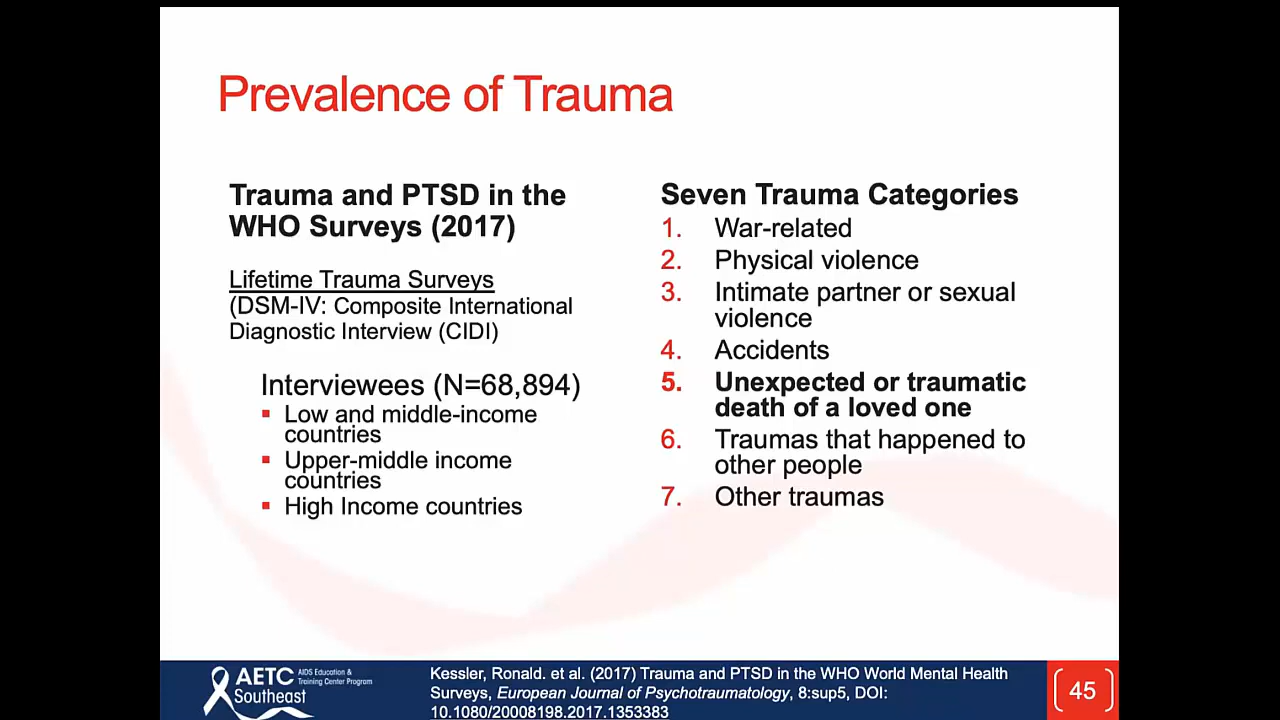 Prevalence of Trauma
Trauma and PTSD in the
WHO Surveys (2017)
Lifetime Trauma Surveys
(DSM-IV: Composite International
Diagnostic Interview (CIDI)
Interviewees (N=68,894)
▪ Low and middle-income
countries
▪ Upper-middle income
countries
▪ High Income countries
Seven Trauma Categories
1. War-related
2. Physical violence
3. Intimate partner or sexual
violence
4. Accidents
5. Unexpected or traumatic
death of a loved one
6. Traumas that happened to
other people
7. Other traumas
AETC AIDS Education &
Training Center Program
Southeast
Kessler, Ronald. et al. (2017) Trauma and PTSD in the WHO World Mental Health
Surveys, European Journal of Psychotraumatology, 8:sup5, DOI:
10.1080/20008198.2017.1353383
45